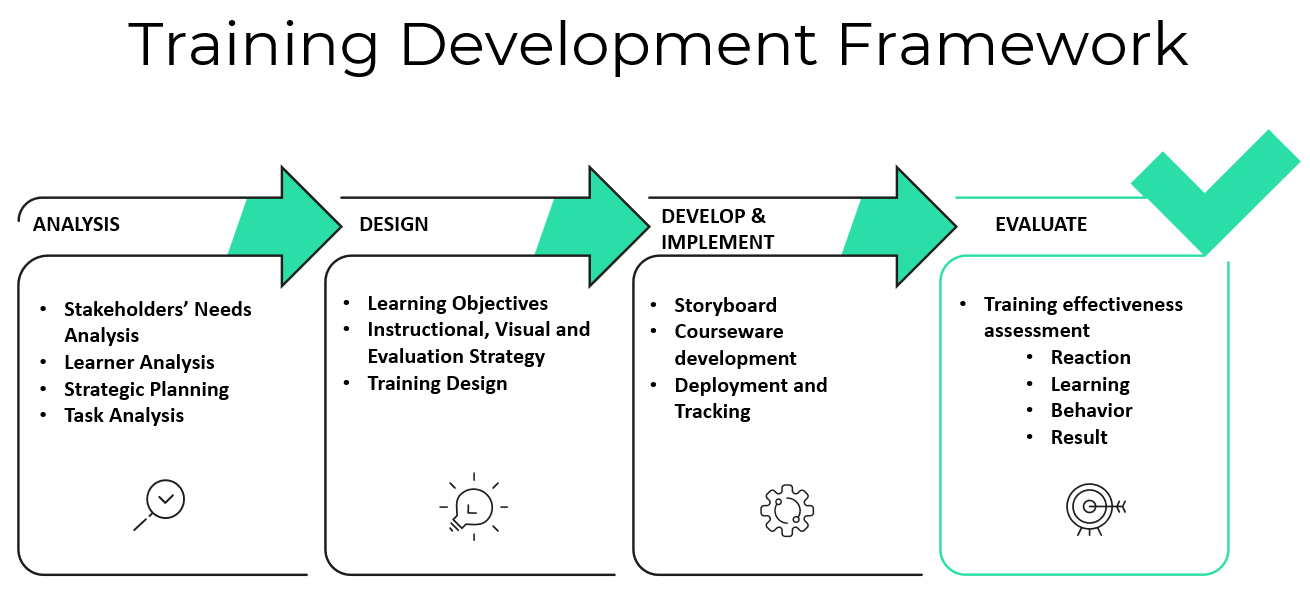 Training Development Framework
ANALYSIS
• Stakeholders’ Needs
Analysis
• Learner Analysis
• Strategic Planning
• Task Analysis
DESIGN
• Learning Objectives
• Instructional, Visual and
Evaluation Strategy
• Training Design
DEVELOP &
IMPLEMENT
• Storyboard
• Courseware
development
• Deployment and
Tracking
EVALUATE
• Training effectiveness
assessment
• Reaction
• Learning
• Behavior
• Result